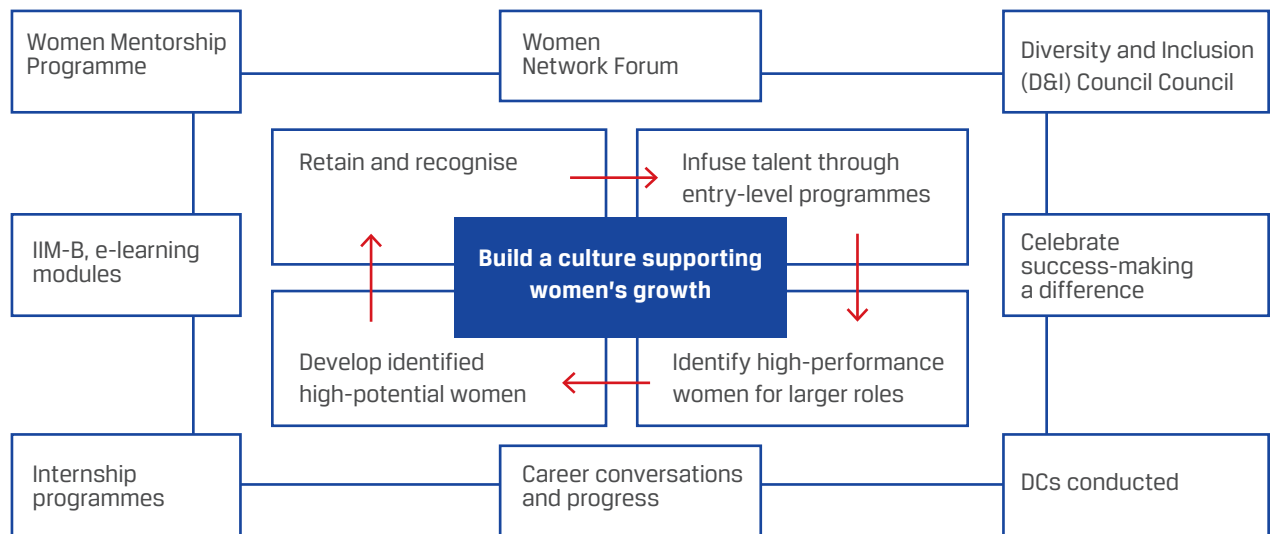 Women Mentorship
Programme
Women
Network Forum
Diversity and Inclusion
(D&I) Council Council
Retain and recognise
Infuse talent through
entry-level programmes
IIM-B, e-learning
modules
Build a culture supporting
women's growth
Celebrate
success-making
a difference
Develop identified
high-potential women
Identify high-performance
women for larger roles
Internship
programmes
Career conversations
and progress
DCs conducted